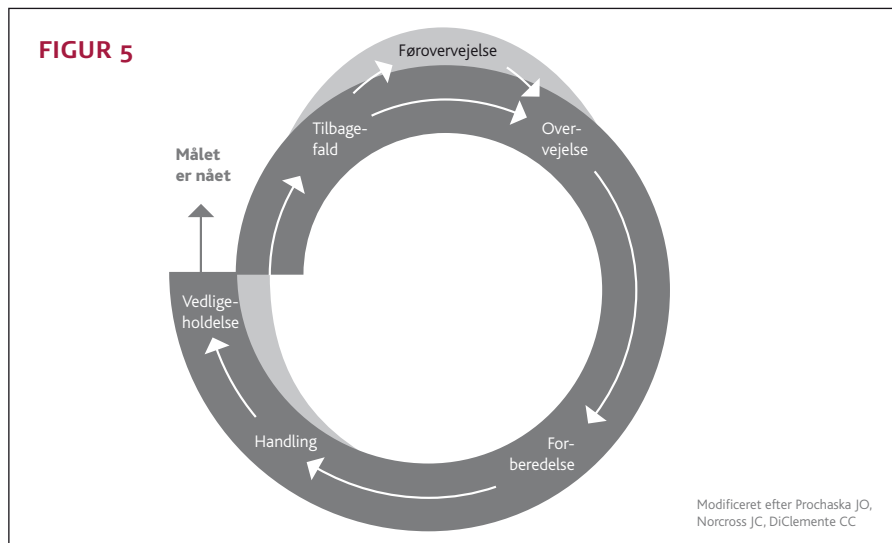 FIGUR 5
Førovervejelse
Tilbage-
fald
Over-
vejelse
Målet
er nået
Vedlige-
holdelse
Handling
For-
beredelse
Modificeret efter Prochaska JO,
Norcross JC, DiClemente CC